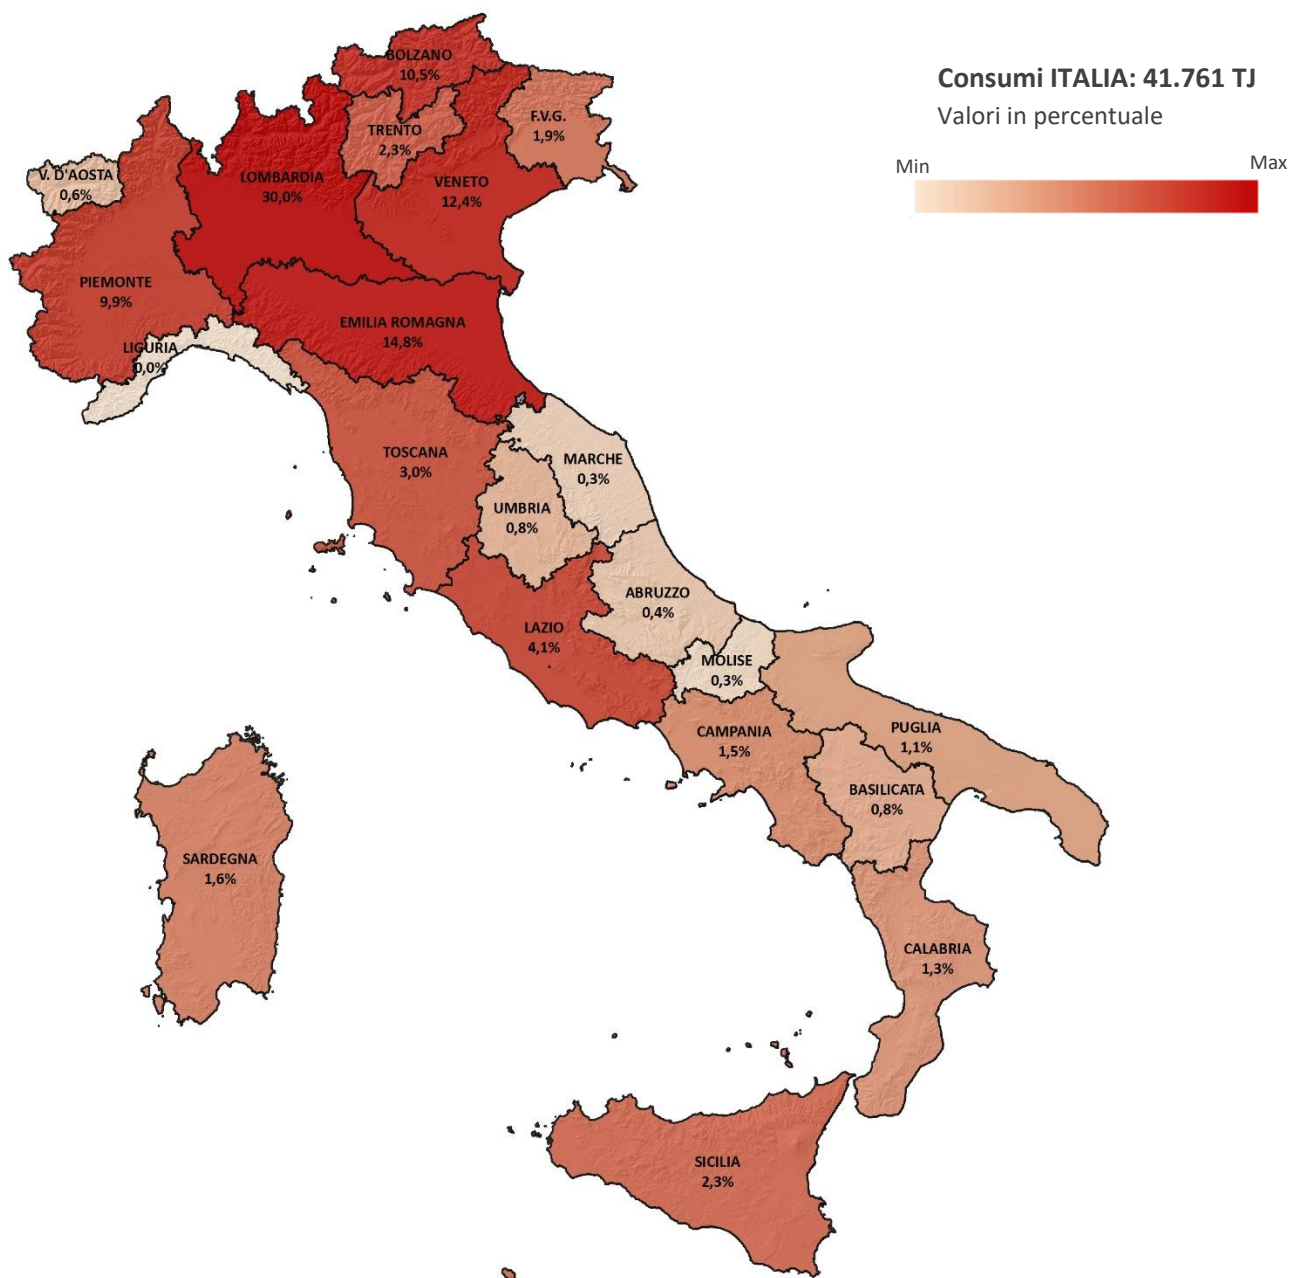 Consumi ITALIA: 41.761 TJ
Valori in percentuale
Min
Max
BOLZANO
10,5%
TRENTO
2,3%
F.V.G.
1,9%
V. D'AOSTA
0,6%
LOMBARDIA
30,0%
VENETO
12,4%
PIEMONTE
9,9%
EMILIA ROMAGNA
14,8%
LIGURIA
0,0%
TOSCANA
3,0%
MARCHE
0,3%
UMBRIA
0,8%
ABRUZZO
0,4%
LAZIO
4,1%
MOLISE
0,3%
CAMPANIA
1,5%
PUGLIA
1,1%
BASILICATA
0,8%
SARDEGNA
1,6%
CALABRIA
1,3%
SICILIA
2,3%